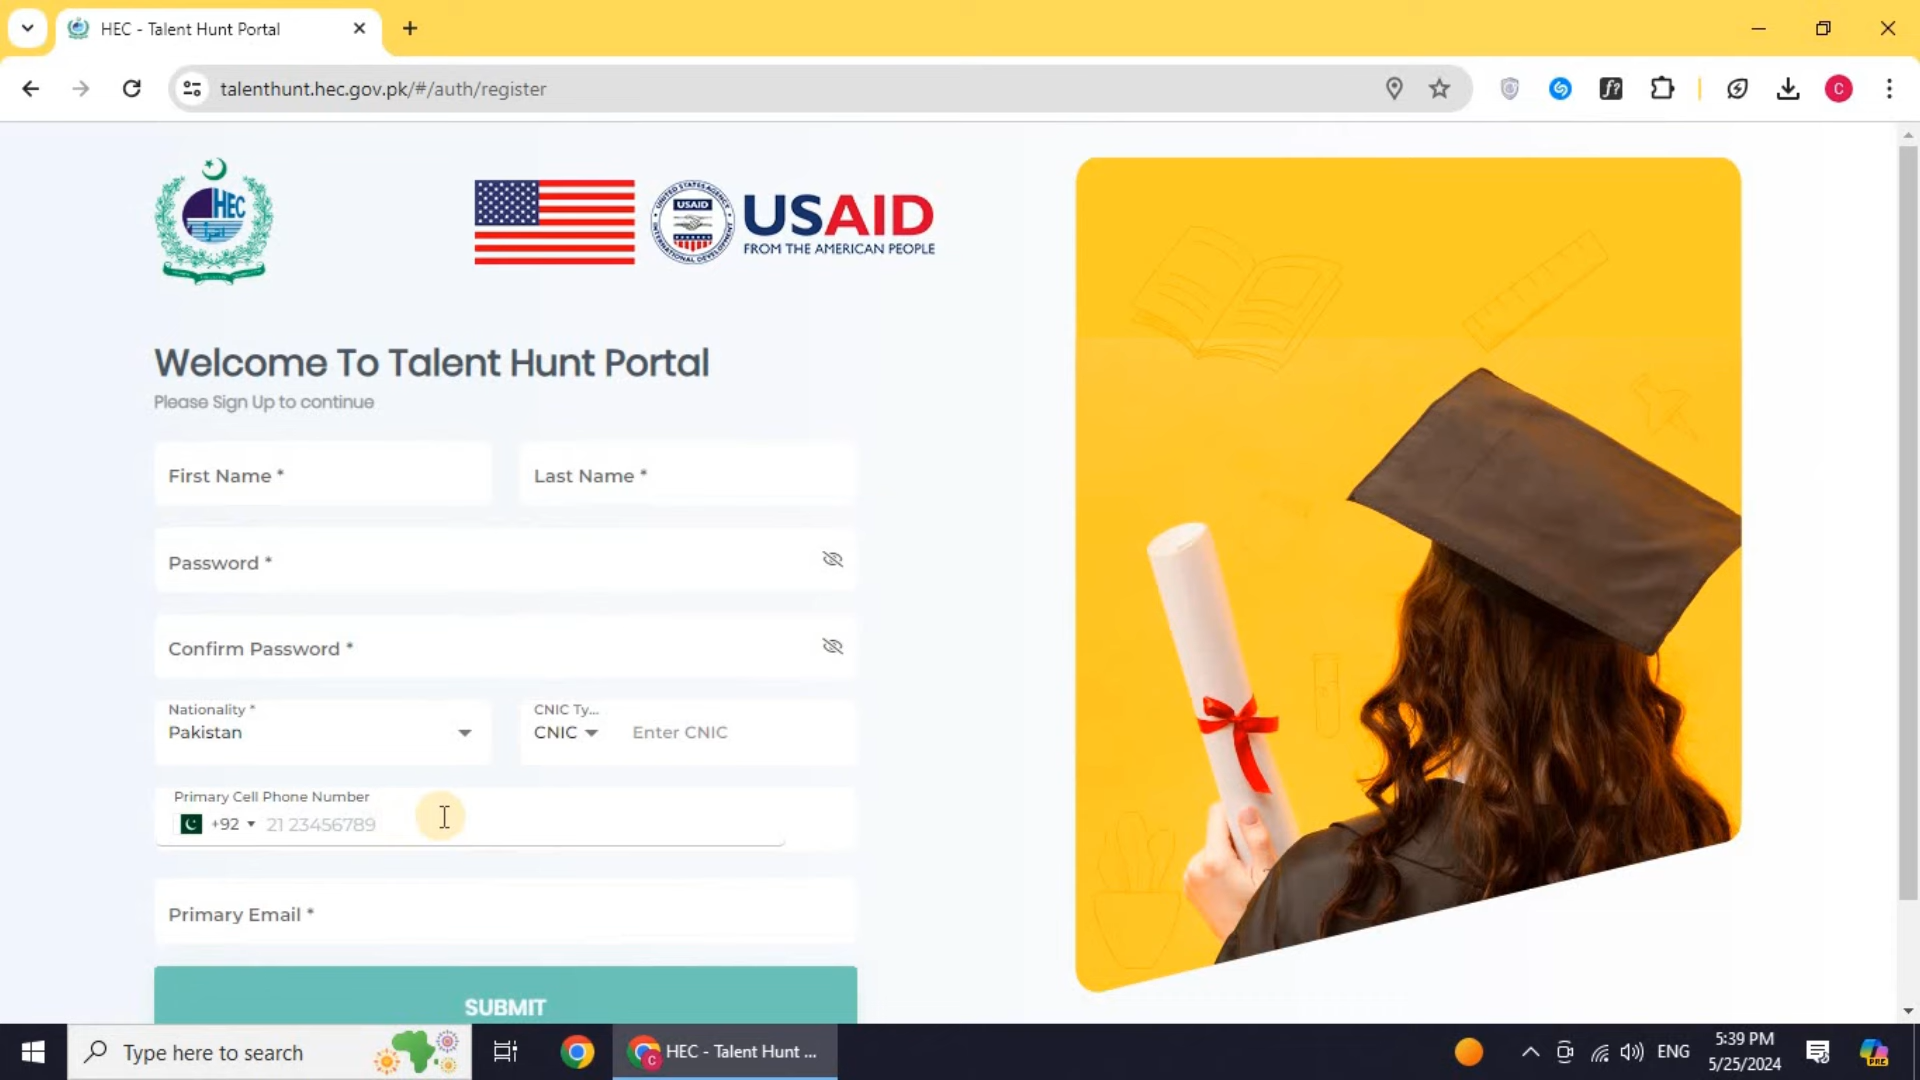 HEC - Talent Hunt Portal
talenthunt.hec.gov.pk/#/auth/register
f?
C
HEC
USAID
USAID
FROM THE AMERICAN PEOPLE
Welcome To Talent Hunt Portal
Please Sign Up to continue
First Name *
Last Name *
Password *
Confirm Password *
Nationality *
Pakistan
CNIC Ty...
CNIC
Enter CNIC
Primary Cell Phone Number
+92
21 23456789
Primary Email *
SUBMIT
Type here to search
C
HEC - Talent Hunt ...
ENG
5:39 PM
5/25/2024
PRE